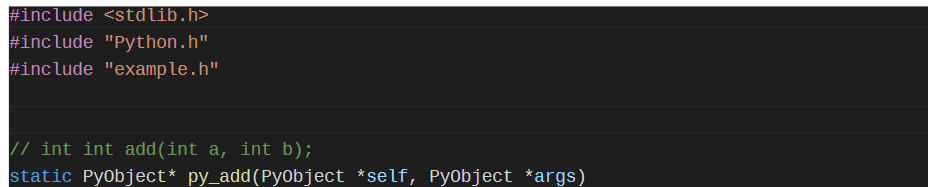 #include <stdlib.h>
#include "Python.h"
#include "example.h"
// int int add(int a, int b);
static PyObject* py_add(PyObject *self, PyObject *args)